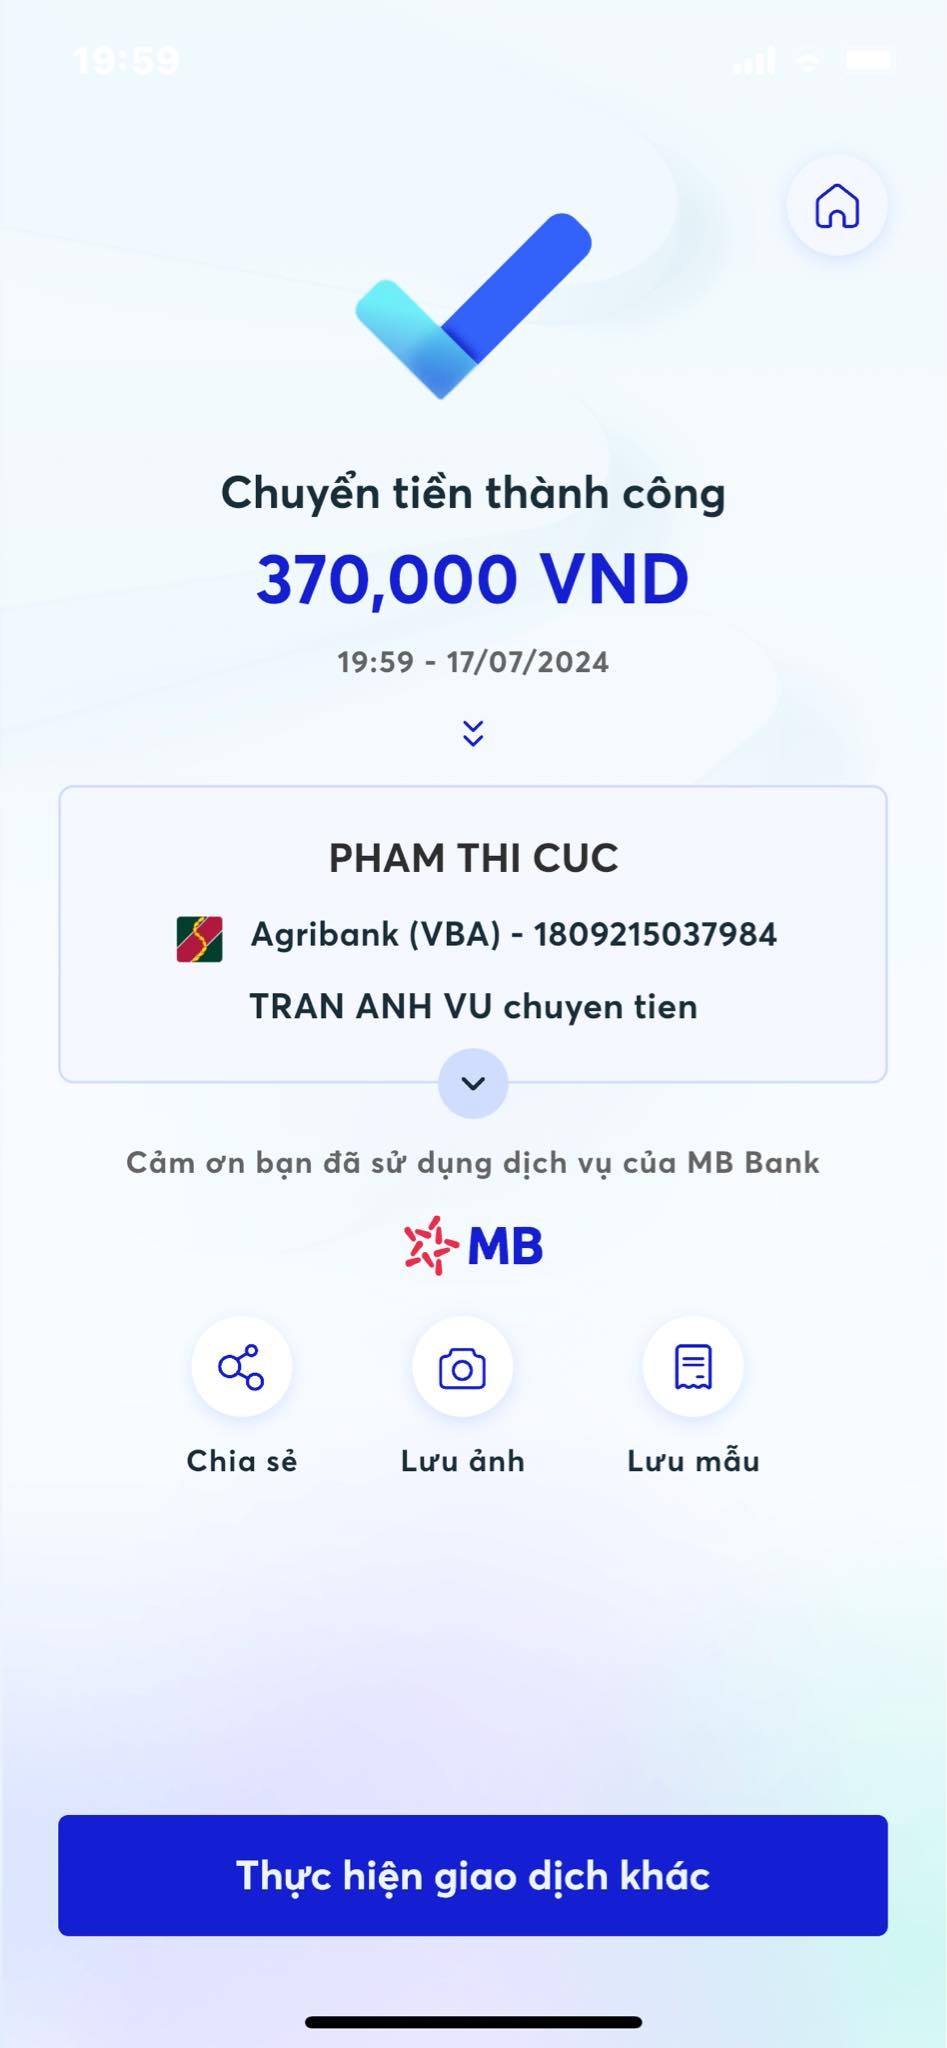 19:59
Chuyển tiền thành công
370,000 VND
19:59 - 17/07/2024
PHAM THI CUC
Agribank (VBA) - 1809215037984
TRAN ANH VU chuyen tien
Cảm ơn bạn đã sử dụng dịch vụ của MB Bank
MB
Chia sẻ Lưu ảnh Lưu mẫu
Thực hiện giao dịch khác